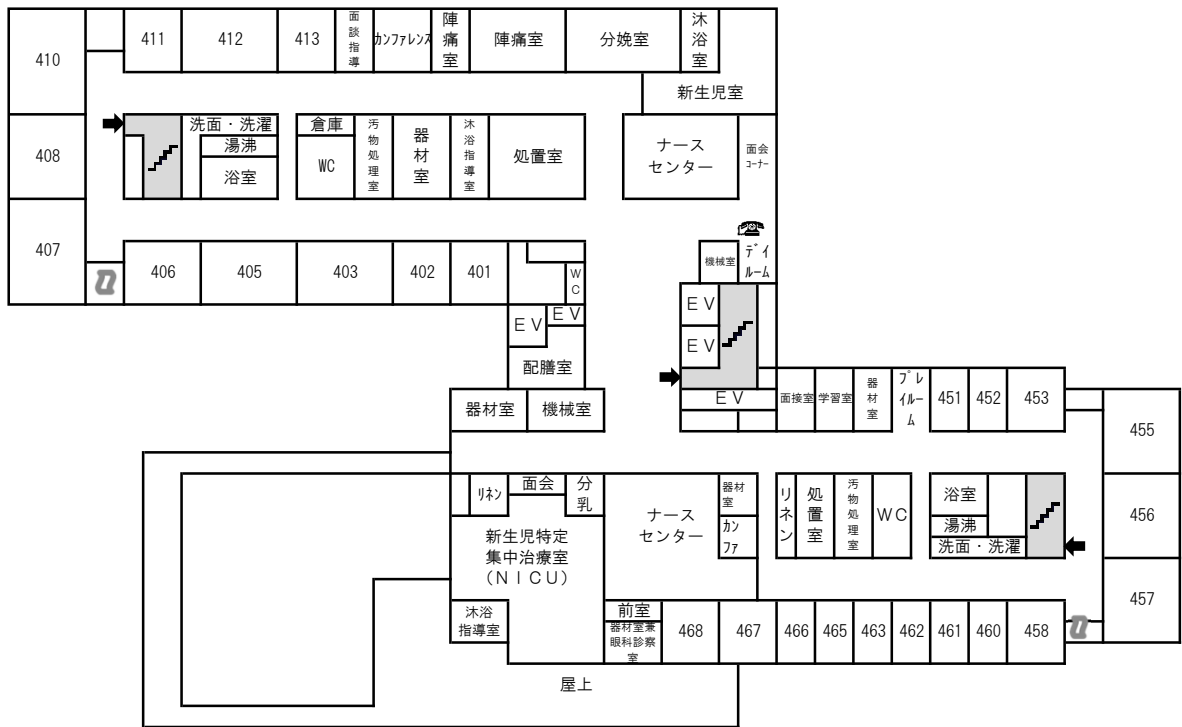 410
411
412
413
面談指導
カンファレンス
陣痛室
陣痛室
分娩室
沐浴室
新生児室
408
洗面・洗濯
湯沸
浴室
倉庫
WC
汚物処理室
器材室
沐浴指導室
処置室
ナース
センター
面会
コーナー
407
406
405
403
402
401
WC
EV
EV
配膳室
機械室
デイ
ルーム
EV
EV
EV
器材室
機械室
面接室
学習室
器材室
プレイルーム
451
452
453
455
リネン
面会
分乳
ナース
センター
器材室
カンファ
リネン
処置室
汚物処理室
WC
浴室
湯沸
洗面・洗濯
456
新生児特定
集中治療室
(NICU)
沐浴
指導室
前室
器材室兼
眼科診察
室
468
467
466
465
463
462
461
460
458
457
屋上